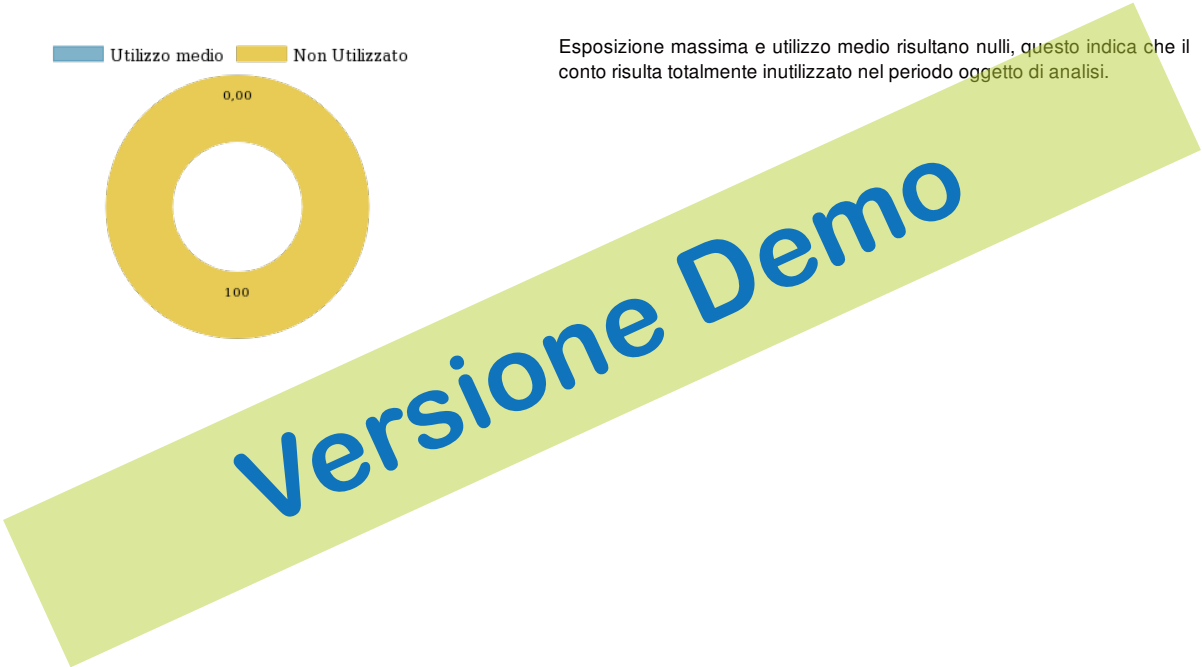 Utilizzo medio Non Utilizzato
0,00
100
Esposizione massima e utilizzo medio risultano nulli, questo indica che il
conto risulta totalmente inutilizzato nel periodo oggetto di analisi.
Versione Demo